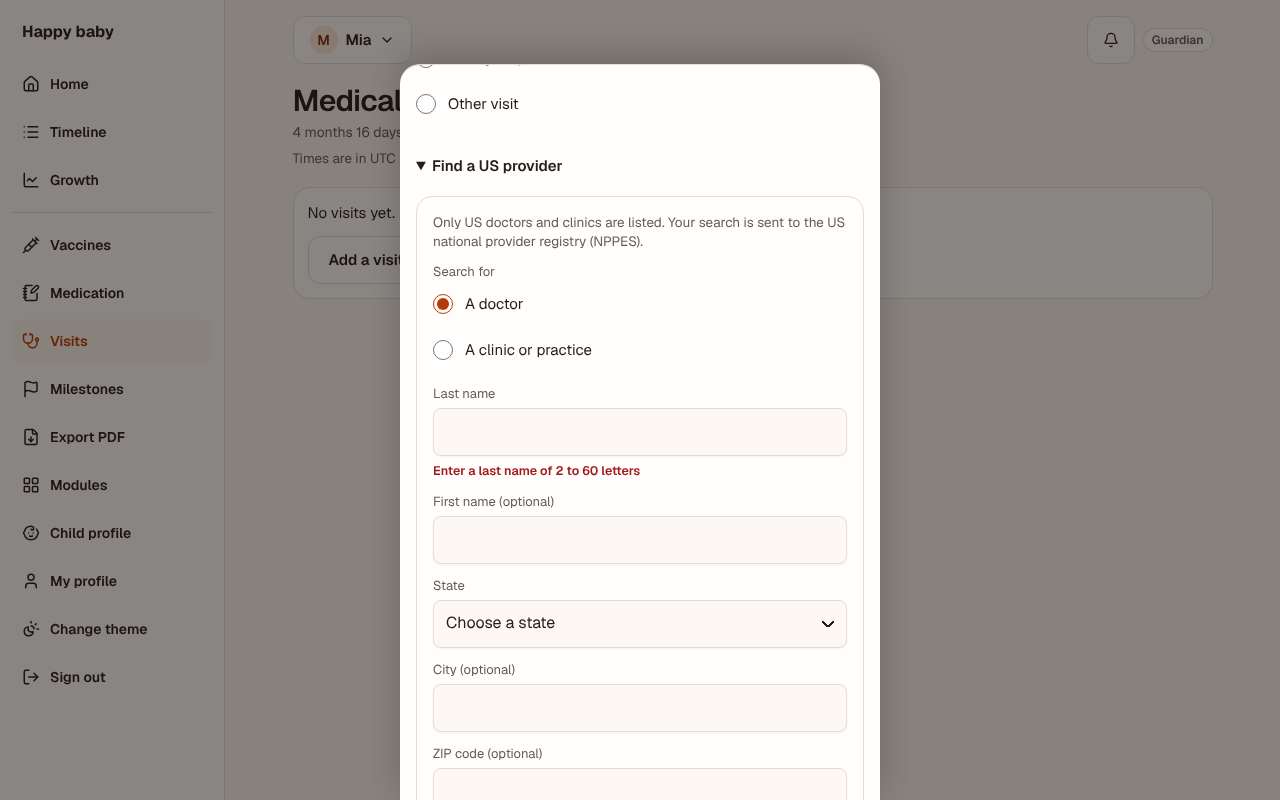 Happy baby
Home
Timeline
Growth
Vaccines
Medication
Visits
Milestones
Export PDF
Modules
Child profile
My profile
Change theme
Sign out
M Mia
Guardian
Medical
4 months 16 days
Times are in UTC
No visits yet.
Add a visit
Other visit
Find a US provider
Only US doctors and clinics are listed. Your search is sent to the US
national provider registry (NPPES).
Search for
A doctor
A clinic or practice
Last name
Enter a last name of 2 to 60 letters
First name (optional)
State
Choose a state
City (optional)
ZIP code (optional)